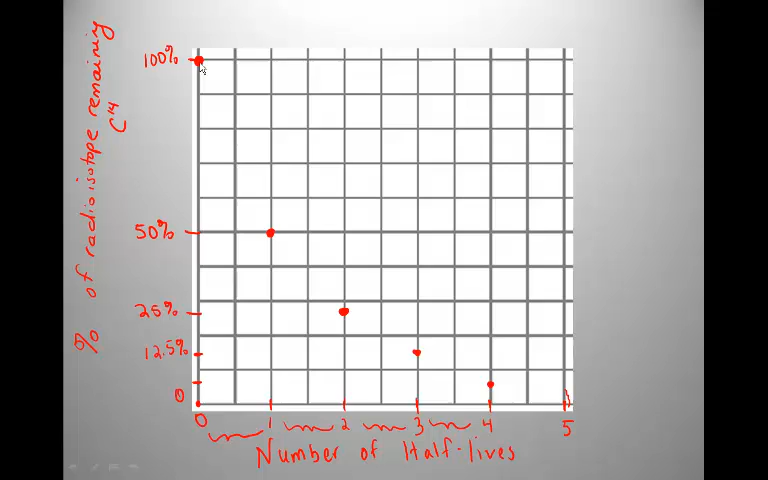 % of radioisotope remaining
C14
100%
50%
25%
12.5%
0
0 1 2 3 4 5
Number of Half-lives